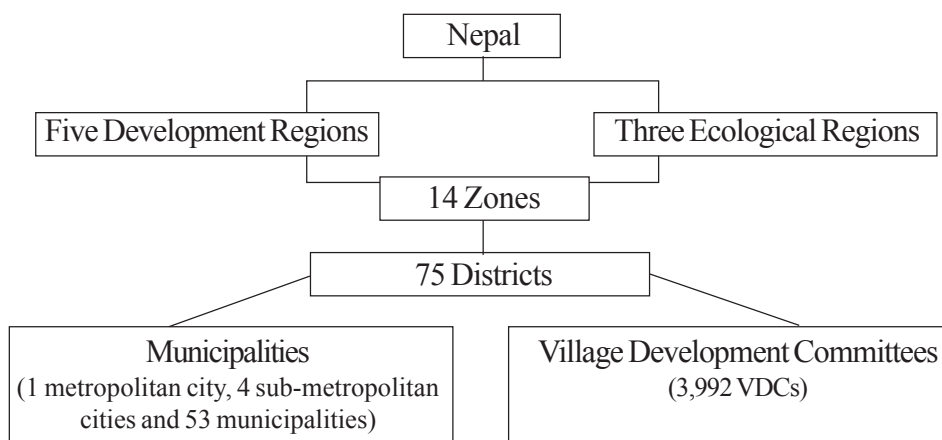 Nepal
Five Development Regions
Three Ecological Regions
14 Zones
75 Districts
Municipalities
(1 metropolitan city, 4 sub-metropolitan
cities and 53 municipalities)
Village Development Committees
(3,992 VDCs)